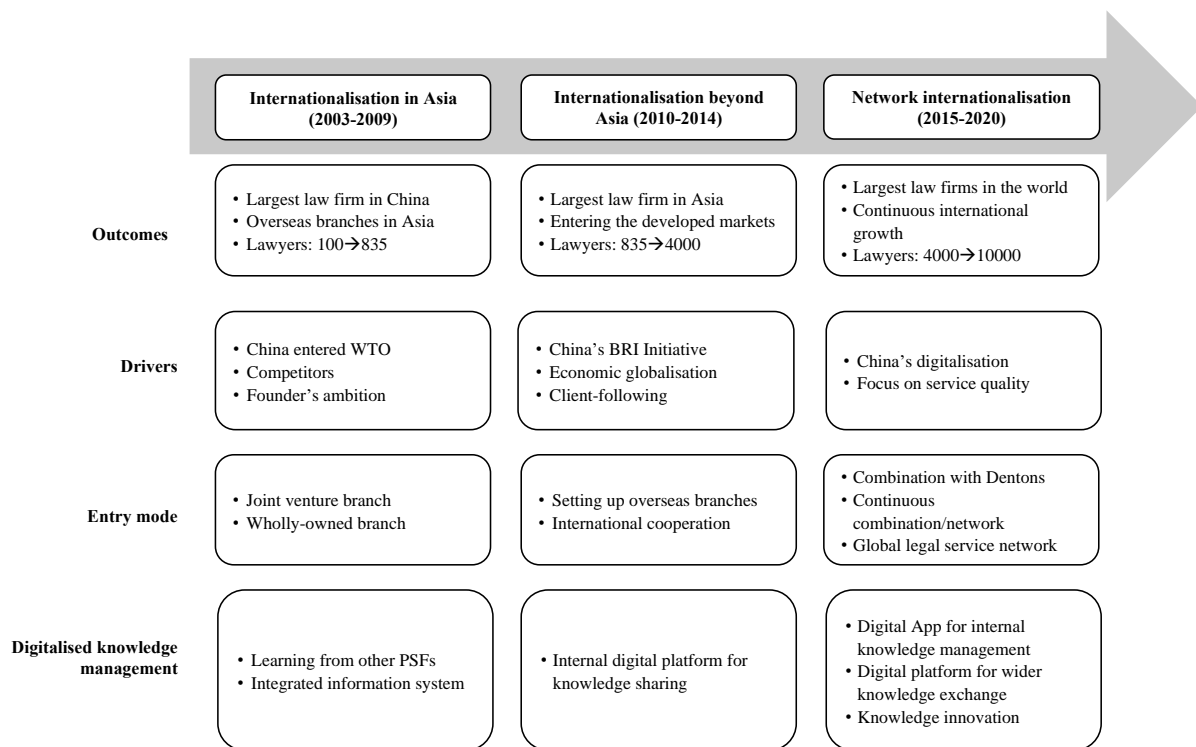 Internationalisation in Asia
(2003-2009)
Internationalisation beyond
Asia (2010-2014)
Network internationalisation
(2015-2020)
Outcomes
• Largest law firm in China
• Overseas branches in Asia
• Lawyers: 100→835
• Largest law firm in Asia
• Entering the developed markets
• Lawyers: 835→4000
• Largest law firms in the world
• Continuous international
growth
• Lawyers: 4000→10000
Drivers
• China entered WTO
• Competitors
• Founder's ambition
• China's BRI Initiative
• Economic globalisation
• Client-following
• China's digitalisation
• Focus on service quality
Entry mode
• Joint venture branch
• Wholly-owned branch
• Setting up overseas branches
• International cooperation
• Combination with Dentons
• Continuous
combination/network
• Global legal service network
Digitalised knowledge
management
• Learning from other PSFs
• Integrated information system
• Internal digital platform for
knowledge sharing
• Digital App for internal
knowledge management
• Digital platform for wider
knowledge exchange
• Knowledge innovation